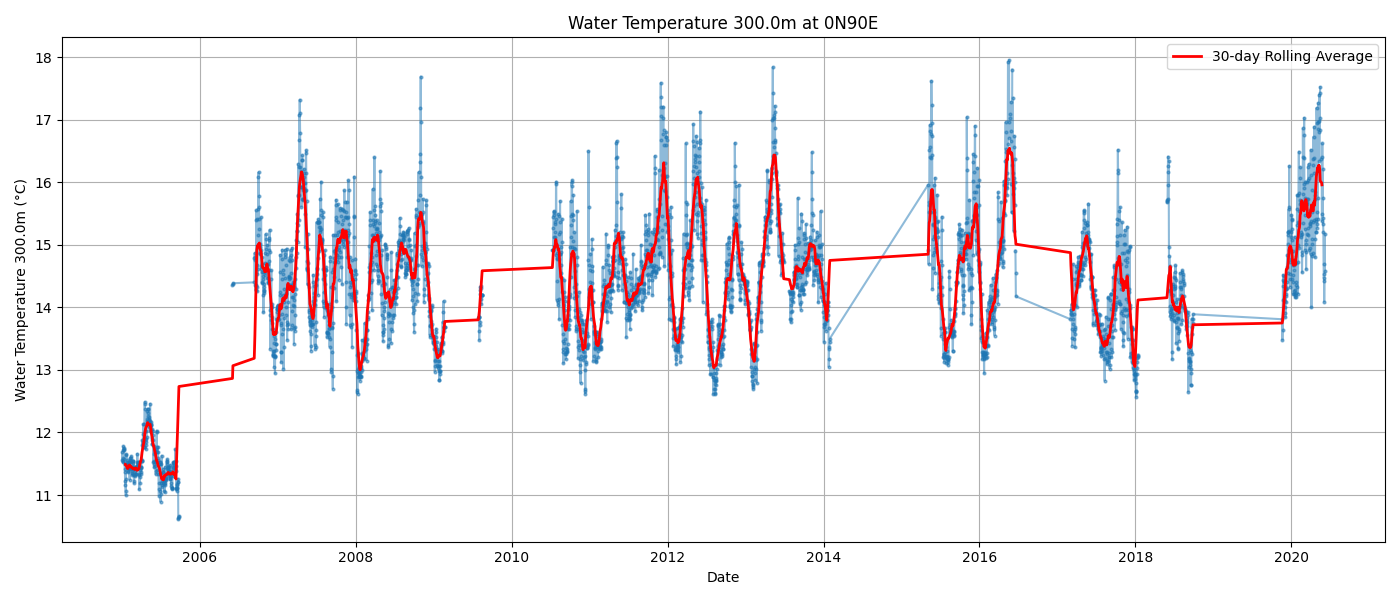 Water Temperature 300.0m at 0N90E
30-day Rolling Average
Water Temperature 300.0m (°C)
18
17
16
15
14
13
12
11
2006 2008 2010 2012 2014 2016 2018 2020
Date